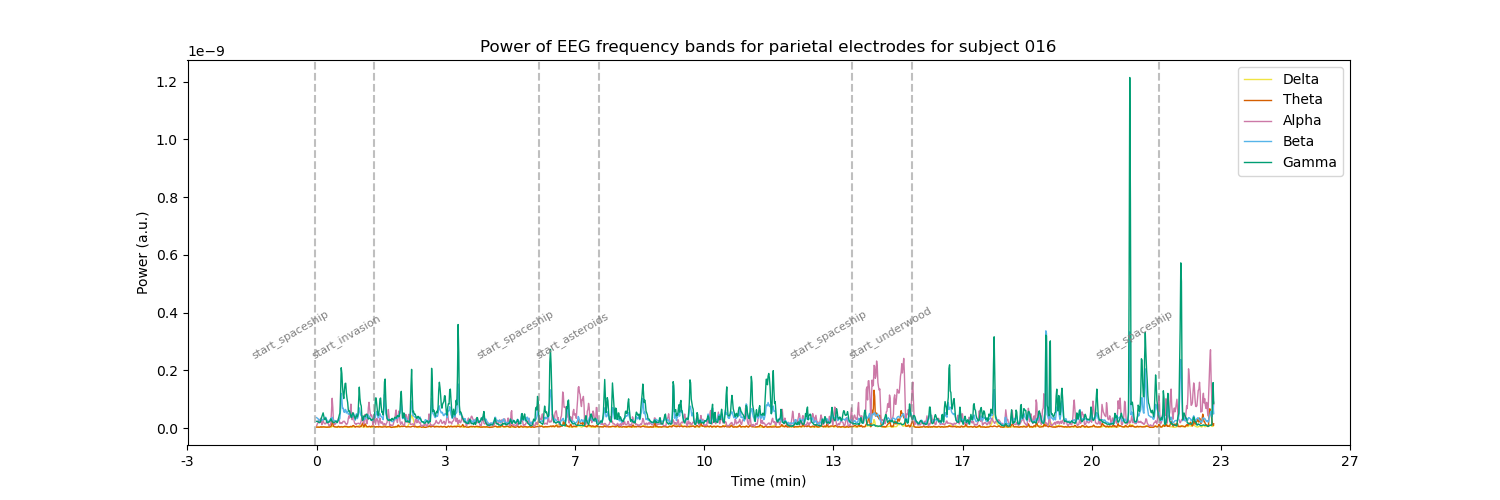 Power of EEG frequency bands for parietal electrodes for subject 016
1e−9
1.2
1.0
0.8
0.6
0.4
0.2
0.0
Power (a.u.)
Delta
Theta
Alpha
Beta
Gamma
start_spaceship
start_invasion
start_spaceship
start_asteroids
start_spaceship
start_underwood
start_spaceship
-3
0
3
7
10
13
17
20
23
27
Time (min)